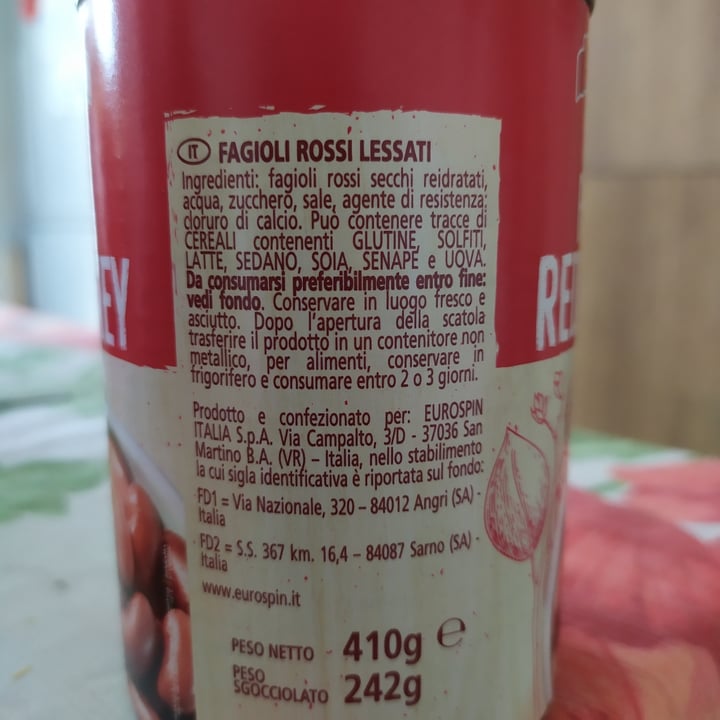 IT FAGIOLI ROSSI LESSATI
Ingredienti: fagioli rossi secchi reidratati,
acqua, zucchero, sale, agente di resistenza:
cloruro di calcio. Può contenere tracce di
CEREALI contenenti GLUTINE, SOLFITI,
LATTE, SEDANO, SOIA, SENAPE e UOVA.
Da consumarsi preferibilmente entro fine:
vedi fondo. Conservare in luogo fresco e
asciutto. Dopo l'apertura della scatola
trasferire il prodotto in un contenitore non
metallico, per alimenti, conservare in
frigorifero e consumare entro 2 o 3 giorni.
Prodotto e confezionato per: EUROSPIN
ITALIA S.p.A. Via Campalto, 3/D - 37036 San
Martino B.A. (VR) – Italia, nello stabilimento
la cui sigla identificativa è riportata sul fondo:
FD1 = Via Nazionale, 320 – 84012 Angri (SA) -
Italia
FD2 = S.S. 367 km. 16,4 – 84087 Sarno (SA) -
Italia
www.eurospin.it
PESO NETTO 410g e
PESO
SGOCCIOLATO 242g
EY
RE